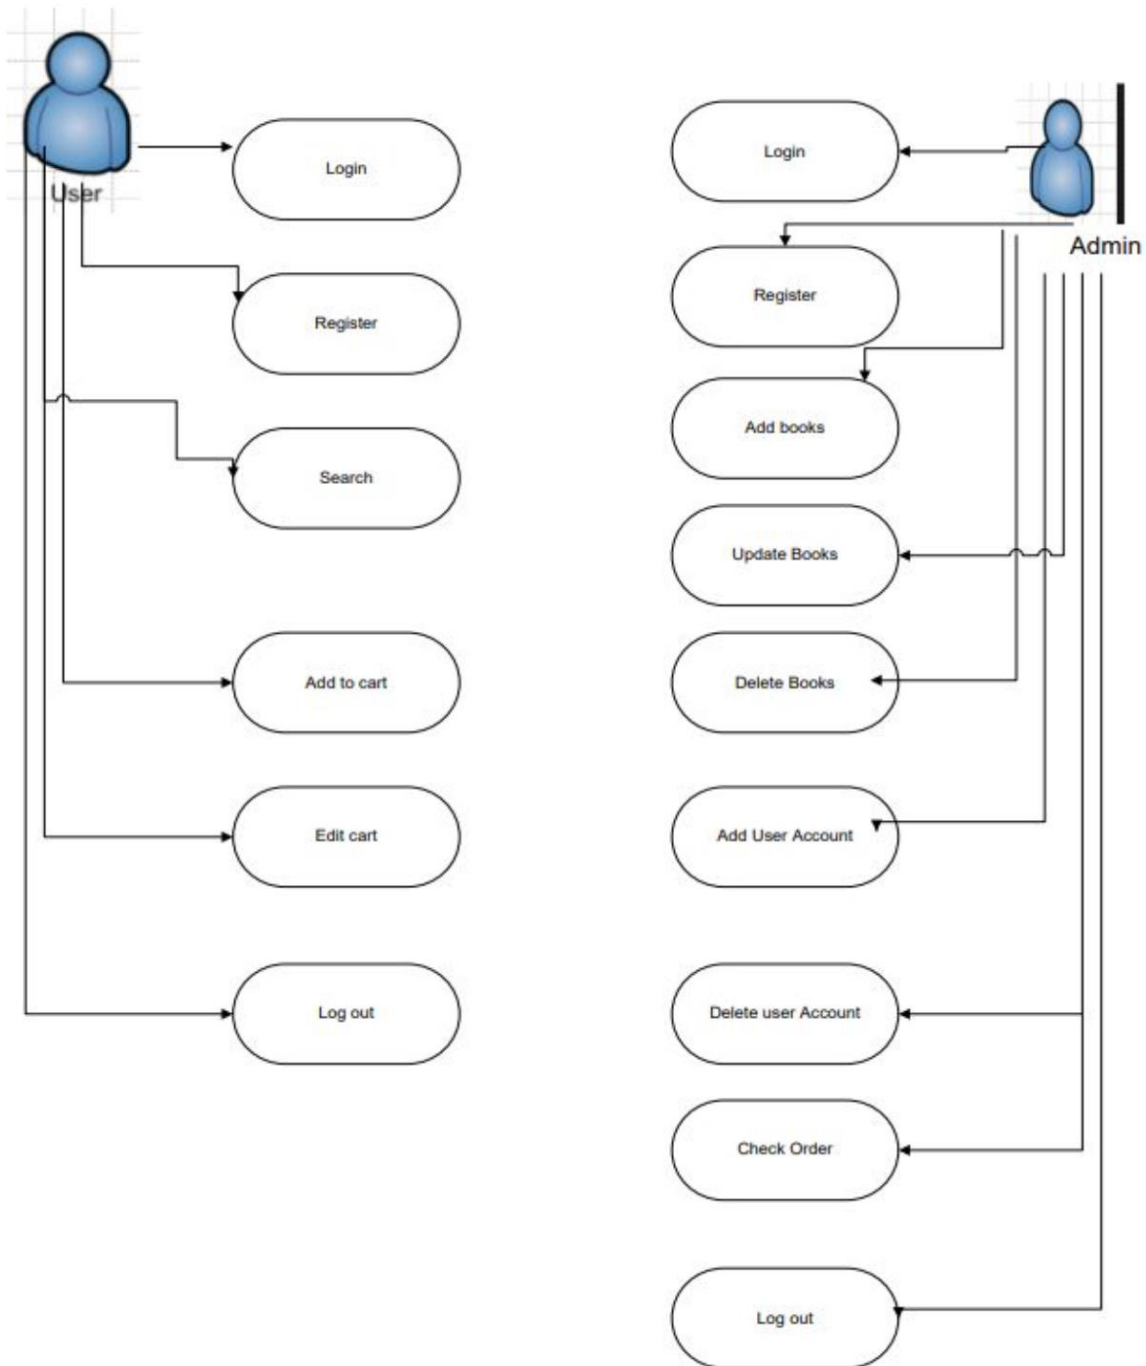 User
Login
Register
Search
Add to cart
Edit cart
Log out
Admin
Login
Register
Add books
Update Books
Delete Books
Add User Account
Delete user Account
Check Order
Log out